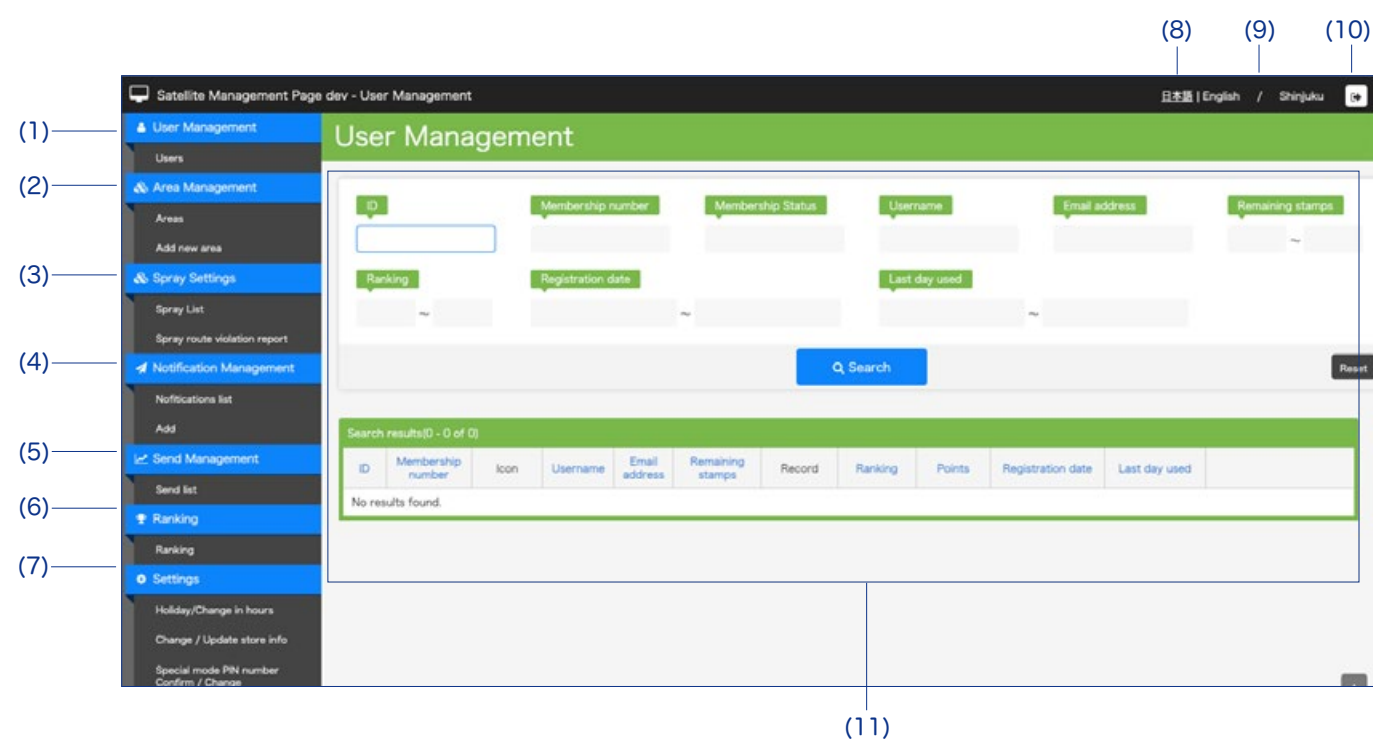 (8) (9) (10)
Satellite Management Page dev - User Management
日本語 | English / Shinjuku
(1)
User Management
Users
(2)
Area Management
Areas
Add new area
(3)
Spray Settings
Spray List
Spray route violation report
(4)
Notification Management
Nofitications list
Add
(5)
Send Management
Send list
(6)
Ranking
Ranking
(7)
Settings
Holiday/Change in hours
Change / Update store info
Special mode PIN number
Confirm / Change
User Management
ID Membership number Membership Status Username Email address Remaining stamps
~
Ranking Registration date Last day used
~ ~ ~
Search
Reset
Search results(0 - 0 of 0)
ID Membership number Icon Username Email address Remaining stamps Record Ranking Points Registration date Last day used
No results found.
(11)